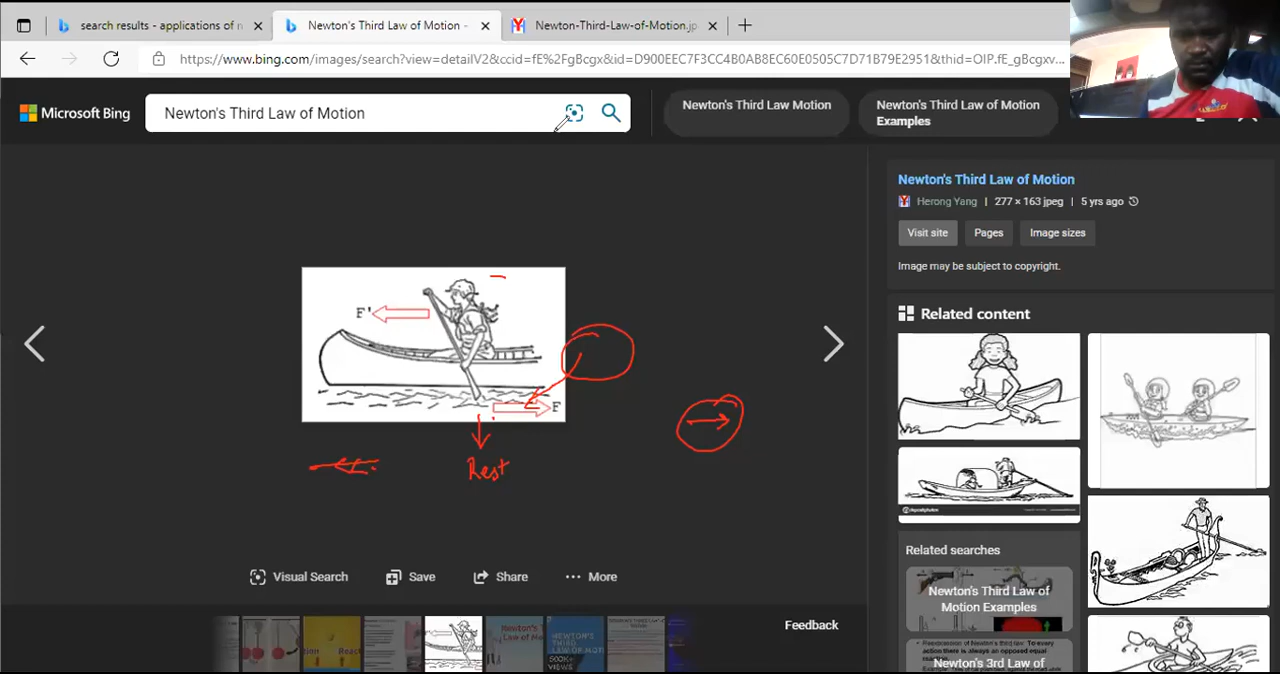 search results - applications of n
Newton's Third Law of Motion -
Newton-Third-Law-of-Motion.jp
https://www.bing.com/images/search?view=detailV2&ccid=fE%2FgBcgx&id=D900EEC7F3CC4B0AB8EC60E0505C7D71B79E2951&thid=OIP.fE_gBcgxv...
Microsoft Bing
Newton's Third Law of Motion
Newton's Third Law Motion
Newton's Third Law of Motion
Examples
Newton's Third Law of Motion
Herong Yang | 277 × 163 jpeg | 5 yrs ago
Visit site
Pages
Image sizes
Image may be subject to copyright.
F'
F
Rest
Related content
Related searches
Newton's Third Law of
Motion Examples
Newton's 3rd Law of
Visual Search
Save
Share
More
Feedback